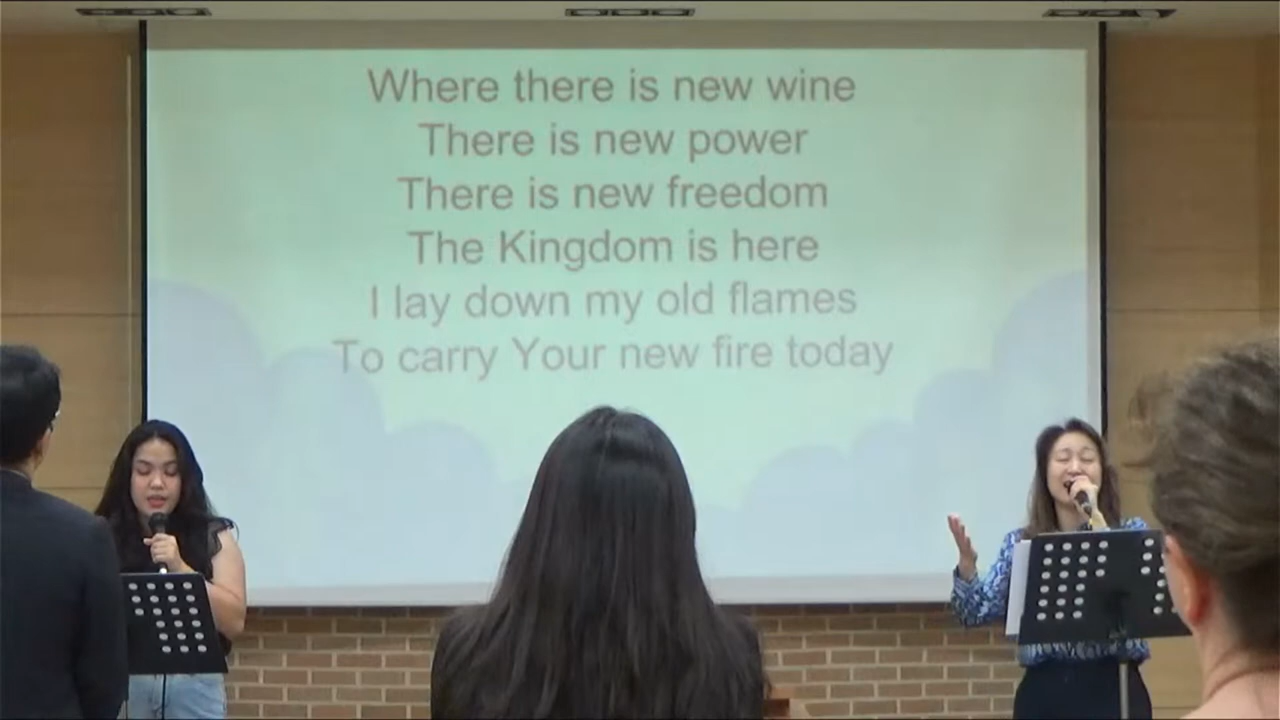 Where there is new wine
There is new power
There is new freedom
The Kingdom is here
I lay down my old flames
To carry Your new fire today